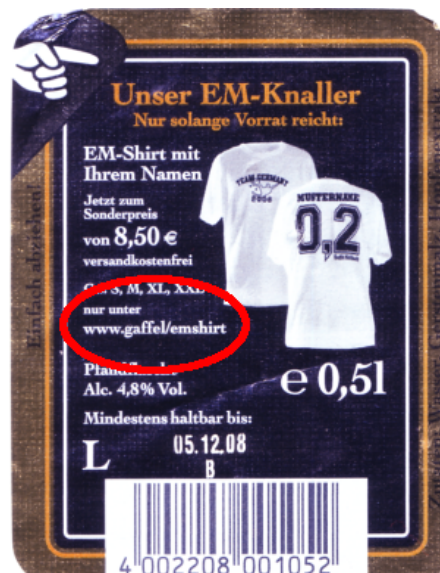 Unser EM-Knaller
Nur solange Vorrat reicht:
EM-Shirt mit
Ihrem Namen
Jetzt zum
Sonderpreis
von 8,50 €
versandkostenfrei
S, M, XL, XXL
nur unter
www.gaffel/emshirt
TEAM GERMANY
2008
MUSTERNAME
0,2
Einfach abziehen!
Pfandflasche
Alc. 4,8% Vol.
e 0,5l
Mindestens haltbar bis:
L 05.12.08
B
4 002208 001052